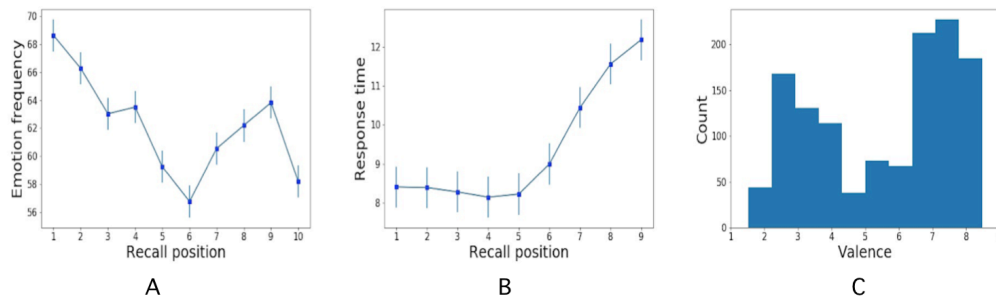 Emotion frequency
70
68
66
64
62
60
58
56
1 2 3 4 5 6 7 8 9 10
Recall position
A
Response time
12
11
10
9
8
1 2 3 4 5 6 7 8 9
Recall position
B
Count
200
150
100
50
0
1 2 3 4 5 6 7 8
Valence
C